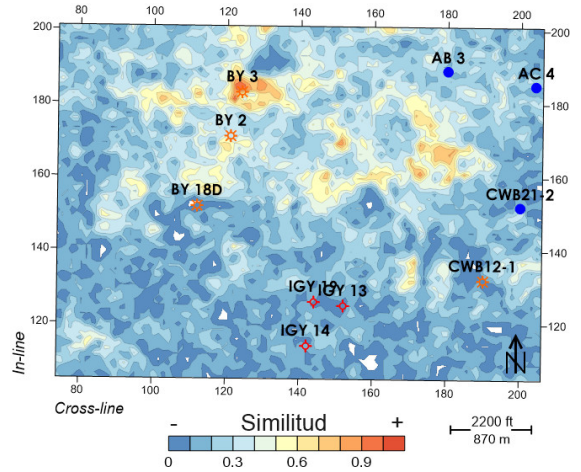 80 100 120 140 160 180 200
200
180
160
140
120
200
180
160
140
120
AB 3
AC 4
BY 3
BY 2
BY 18D
CWB21-2
CWB12-1
IGY 19
IGY 13
IGY 14
N
In-line
80 100 120 140 160 180 200
Cross-line
- Similitud +
0 0.3 0.6 0.9
2200 ft
870 m